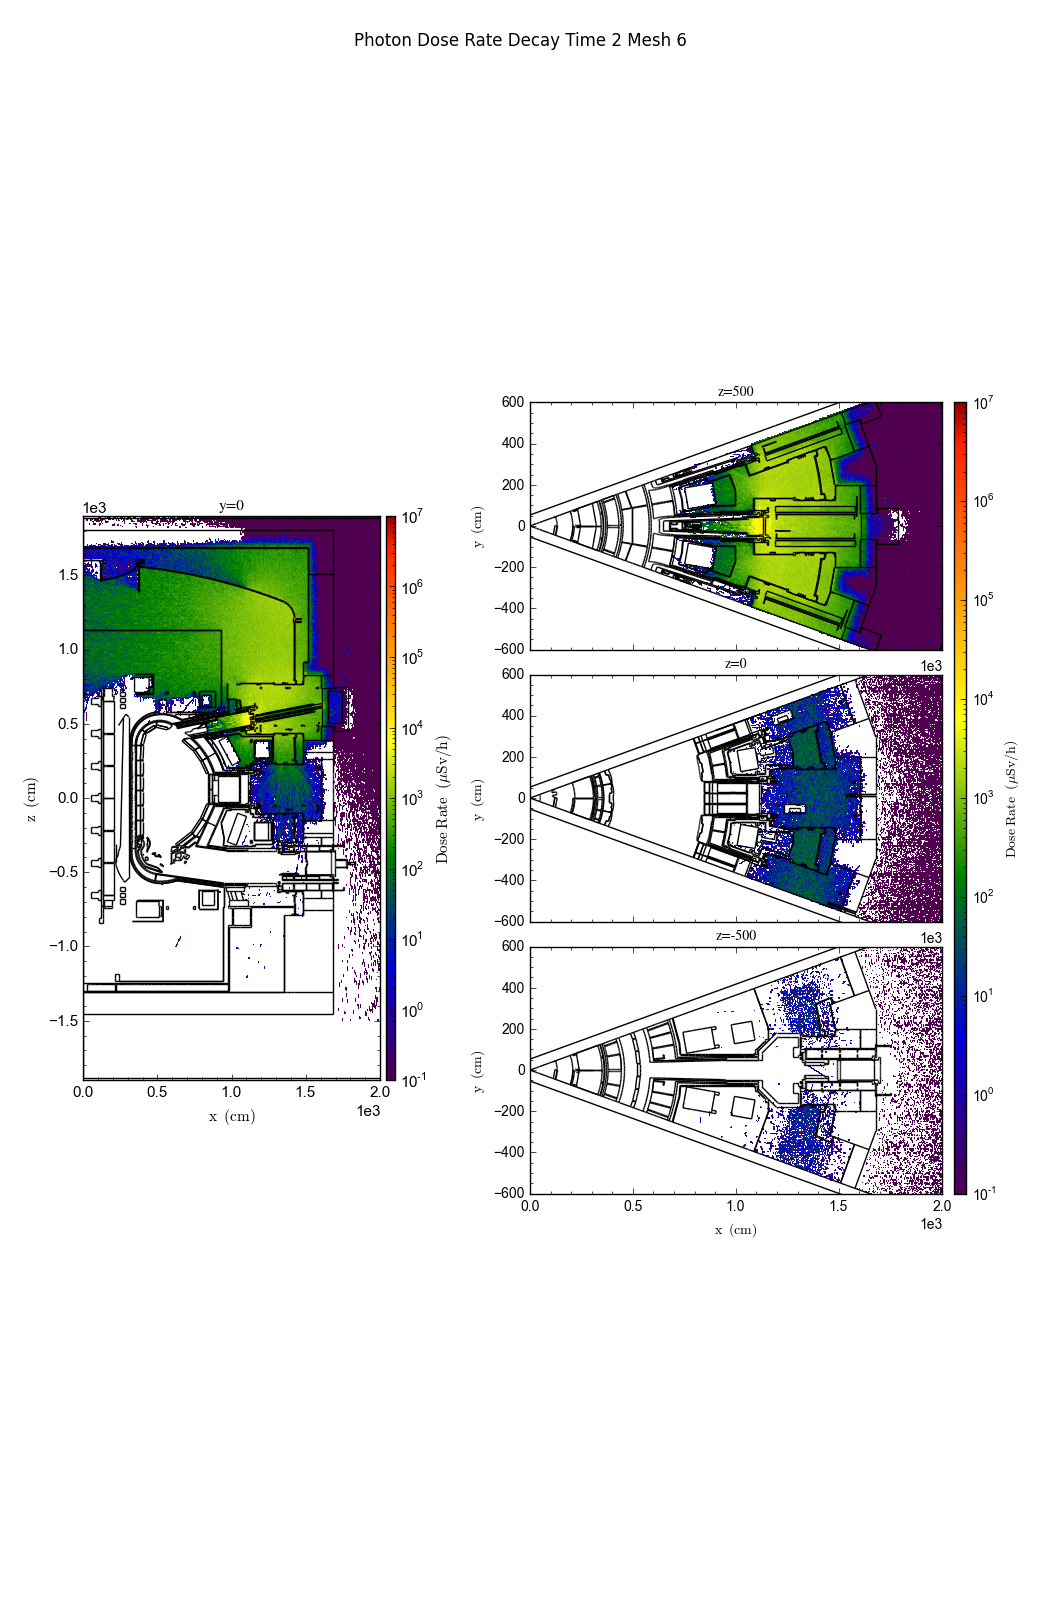 Photon Dose Rate Decay Time 2 Mesh 6
y=0
1e3
1.5
1.0
0.5
0.0
−0.5
−1.0
−1.5
z (cm)
0.0 0.5 1.0 1.5 2.0
1e3
x (cm)
10^7
10^6
10^5
10^4
10^3
10^2
10^1
10^0
10^-1
Dose Rate (μSv/h)
z=500
600
400
200
0
−200
−400
−600
y (cm)
1e3
z=0
600
400
200
0
−200
−400
−600
y (cm)
1e3
z=-500
600
400
200
0
−200
−400
−600
y (cm)
0.0 0.5 1.0 1.5 2.0
1e3
x (cm)
10^7
10^6
10^5
10^4
10^3
10^2
10^1
10^0
10^-1
Dose Rate (μSv/h)